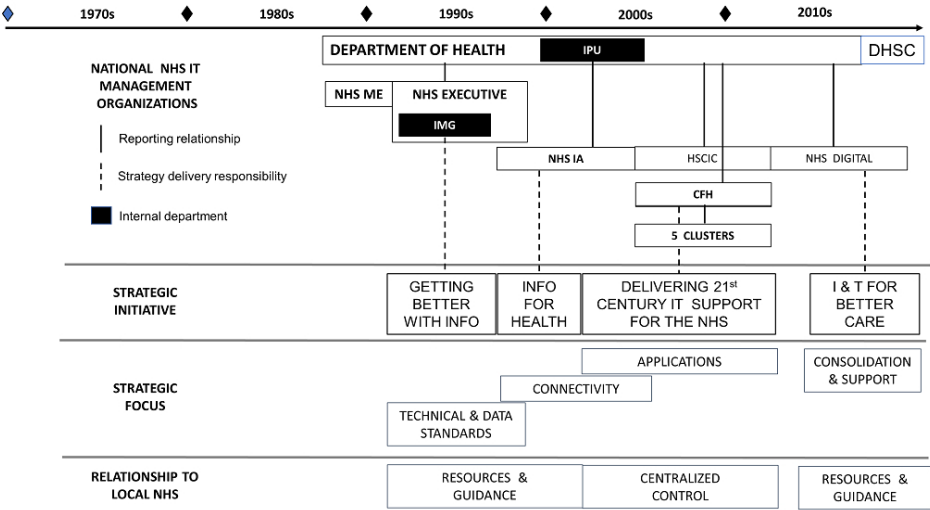 1970s 1980s 1990s 2000s 2010s
DEPARTMENT OF HEALTH IPU DHSC
NATIONAL NHS IT
MANAGEMENT
ORGANIZATIONS
NHS ME NHS EXECUTIVE
IMG
Reporting relationship
NHS IA HSCIC NHS DIGITAL
Strategy delivery responsibility
CFH
Internal department
5 CLUSTERS
STRATEGIC
INITIATIVE
GETTING
BETTER
WITH INFO
INFO
FOR
HEALTH
DELIVERING 21st
CENTURY IT SUPPORT
FOR THE NHS
I & T FOR
BETTER
CARE
STRATEGIC
FOCUS
APPLICATIONS
CONSOLIDATION
& SUPPORT
CONNECTIVITY
TECHNICAL & DATA
STANDARDS
RELATIONSHIP TO
LOCAL NHS
RESOURCES &
GUIDANCE
CENTRALIZED
CONTROL
RESOURCES &
GUIDANCE